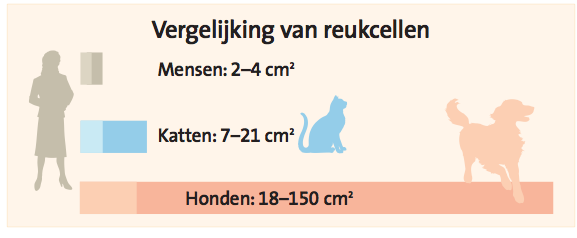 Vergelijking van reukcellen
Mensen: 2–4 cm²
Katten: 7–21 cm²
Honden: 18–150 cm²